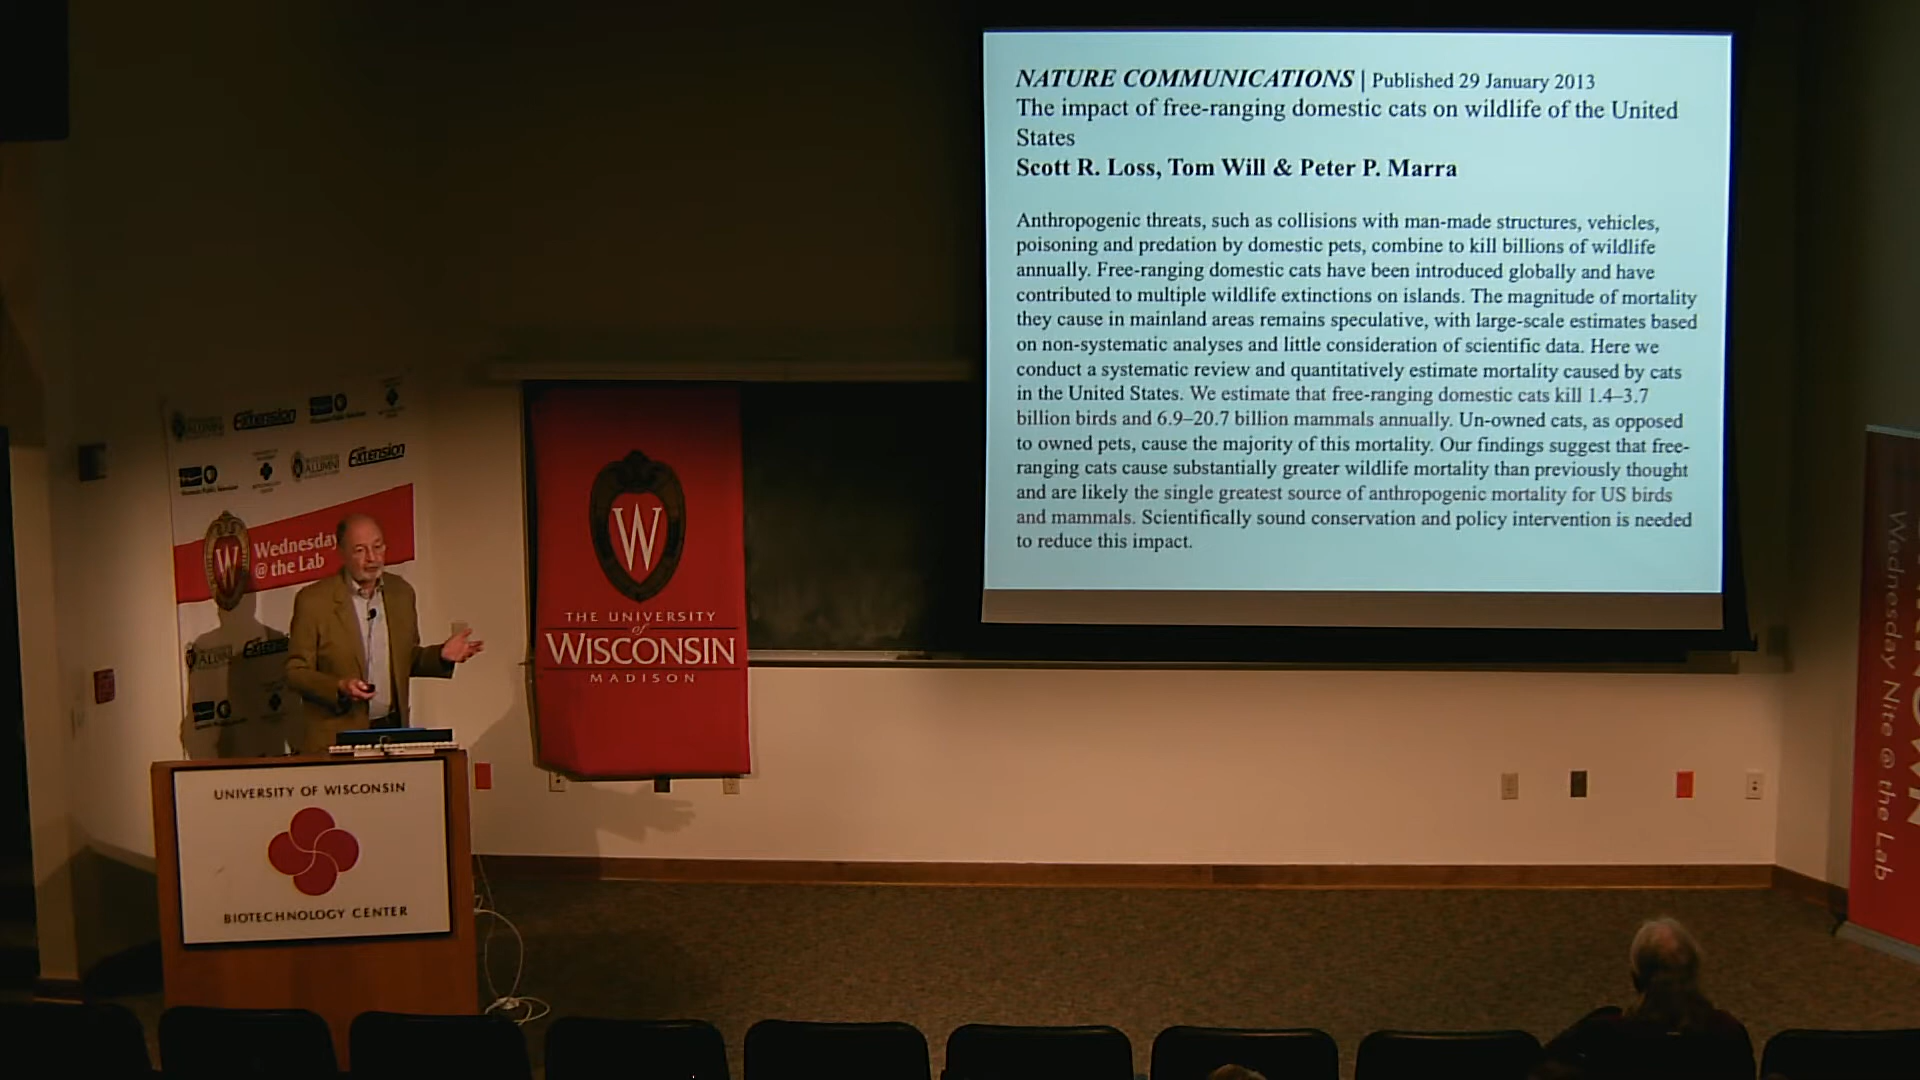 NATURE COMMUNICATIONS | Published 29 January 2013
The impact of free-ranging domestic cats on wildlife of the United
States
Scott R. Loss, Tom Will & Peter P. Marra
Anthropogenic threats, such as collisions with man-made structures, vehicles,
poisoning and predation by domestic pets, combine to kill billions of wildlife
annually. Free-ranging domestic cats have been introduced globally and have
contributed to multiple wildlife extinctions on islands. The magnitude of mortality
they cause in mainland areas remains speculative, with large-scale estimates based
on non-systematic analyses and little consideration of scientific data. Here we
conduct a systematic review and quantitatively estimate mortality caused by cats
in the United States. We estimate that free-ranging domestic cats kill 1.4–3.7
billion birds and 6.9–20.7 billion mammals annually. Un-owned cats, as opposed
to owned pets, cause the majority of this mortality. Our findings suggest that free-
ranging cats cause substantially greater wildlife mortality than previously thought
and are likely the single greatest source of anthropogenic mortality for US birds
and mammals. Scientifically sound conservation and policy intervention is needed
to reduce this impact.
Extension
ALUMNI
Extension
W
Wednesday
@ the Lab
ALUMNI
Extension
W
THE UNIVERSITY
of
WISCONSIN
MADISON
UNIVERSITY OF WISCONSIN
BIOTECHNOLOGY CENTER
Wednesday Nite @ the Lab